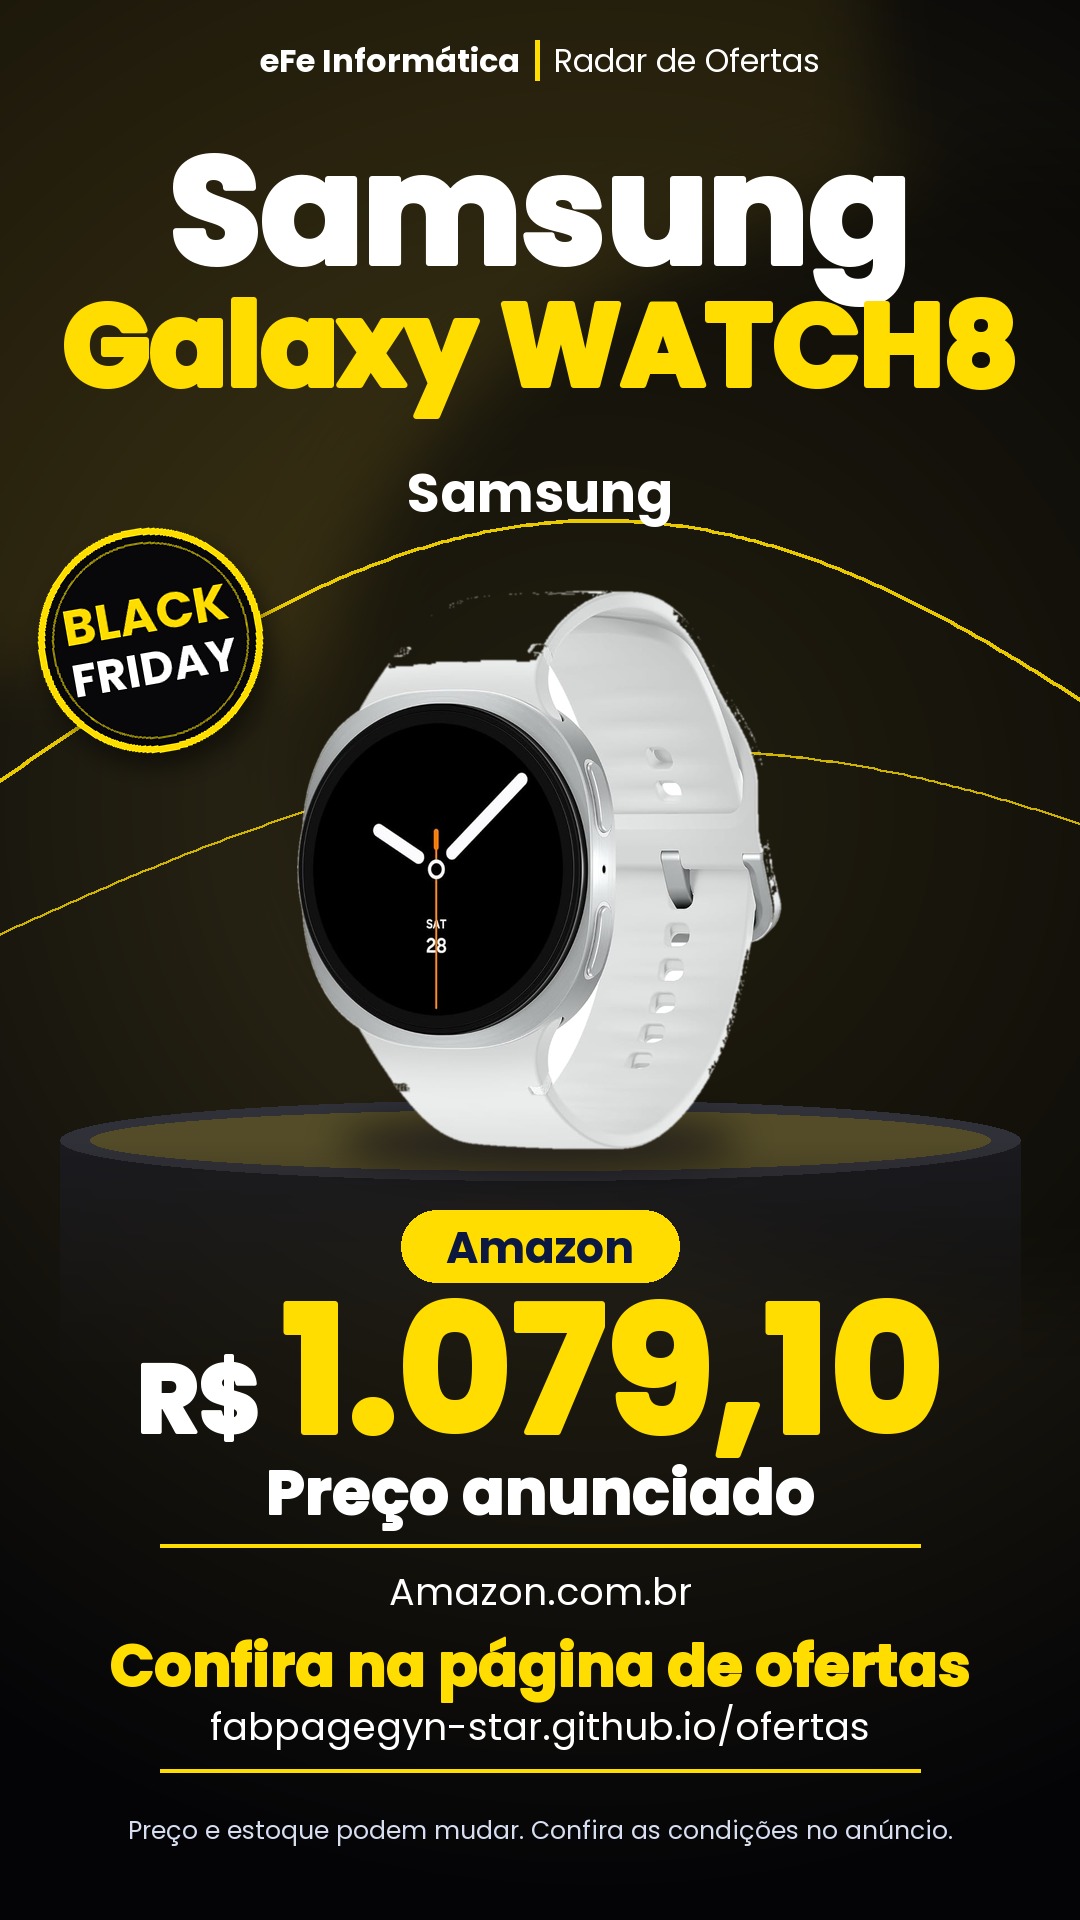 eFe Informática | Radar de Ofertas
Samsung
Galaxy WATCH8
Samsung
BLACK
FRIDAY
SAT
28
Amazon
R$ 1.079,10
Preço anunciado
Amazon.com.br
Confira na página de ofertas
fabpagegyn-star.github.io/ofertas
Preço e estoque podem mudar. Confira as condições no anúncio.